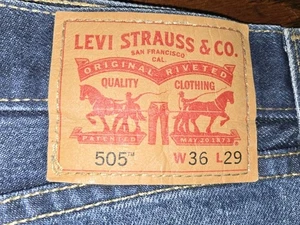 LEVI STRAUSS & CO.
SAN FRANCISCO
CAL.
ORIGINAL RIVETED
QUALITY CLOTHING
PATENTED MAY 20 1873
505™ W36 L29